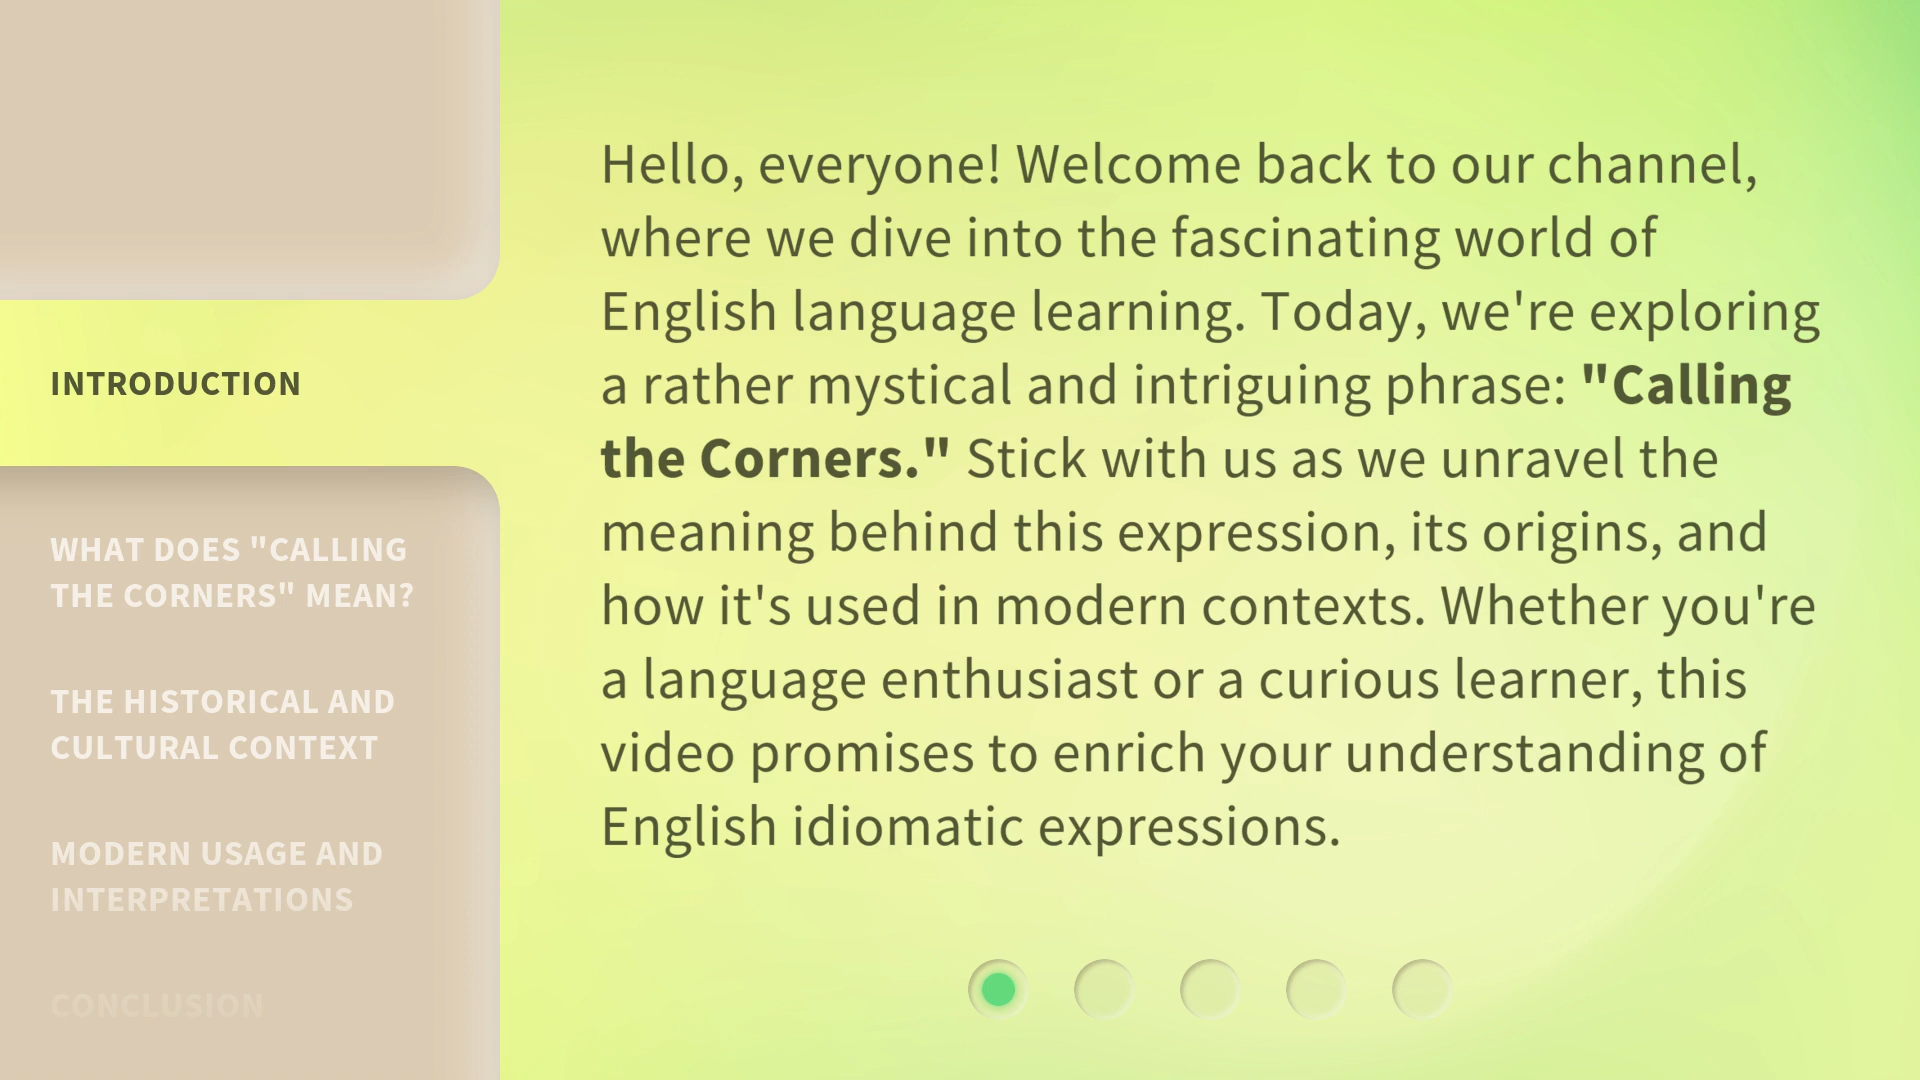 INTRODUCTION
WHAT DOES "CALLING
THE CORNERS" MEAN?
THE HISTORICAL AND
CULTURAL CONTEXT
MODERN USAGE AND
INTERPRETATIONS
CONCLUSION
Hello, everyone! Welcome back to our channel,
where we dive into the fascinating world of
English language learning. Today, we're exploring
a rather mystical and intriguing phrase: "Calling
the Corners." Stick with us as we unravel the
meaning behind this expression, its origins, and
how it's used in modern contexts. Whether you're
a language enthusiast or a curious learner, this
video promises to enrich your understanding of
English idiomatic expressions.